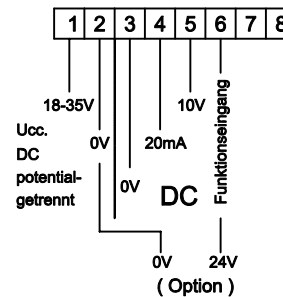 1 2 3 4 5 6 7 8
18-35V
10V
Ucc.
0V
20mA
Funktionseingang
DC
potential-
getrennt
0V
DC
0V
24V
( Option )